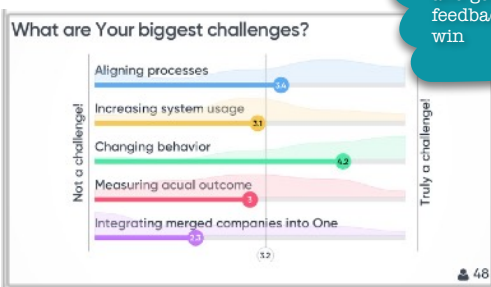 feedba
win
What are Your biggest challenges?
Not a challenge!
Aligning processes
3.4
Increasing system usage
3.1
Changing behavior
4.2
Measuring acual outcome
3
Integrating merged companies into One
2.3
3.2
Truly a challenge!
48